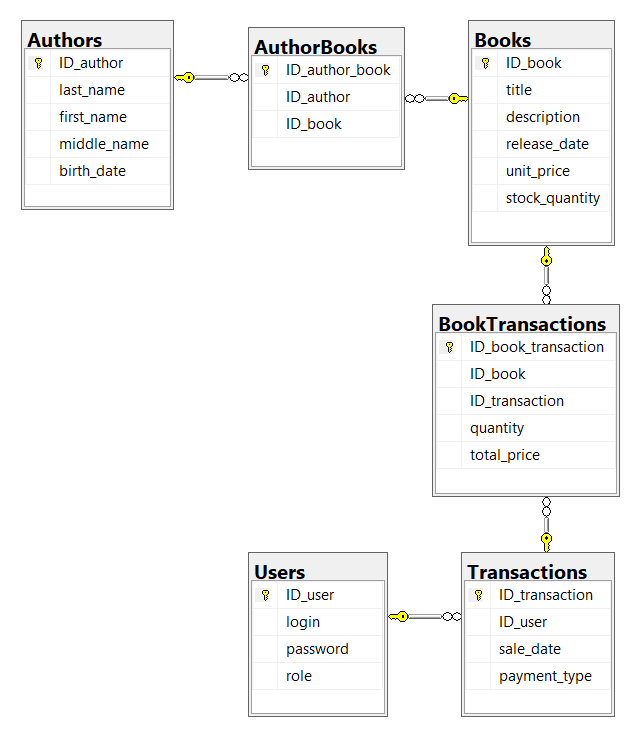 Authors
ID_author
last_name
first_name
middle_name
birth_date
AuthorBooks
ID_author_book
ID_author
ID_book
Books
ID_book
title
description
release_date
unit_price
stock_quantity
BookTransactions
ID_book_transaction
ID_book
ID_transaction
quantity
total_price
Users
ID_user
login
password
role
Transactions
ID_transaction
ID_user
sale_date
payment_type